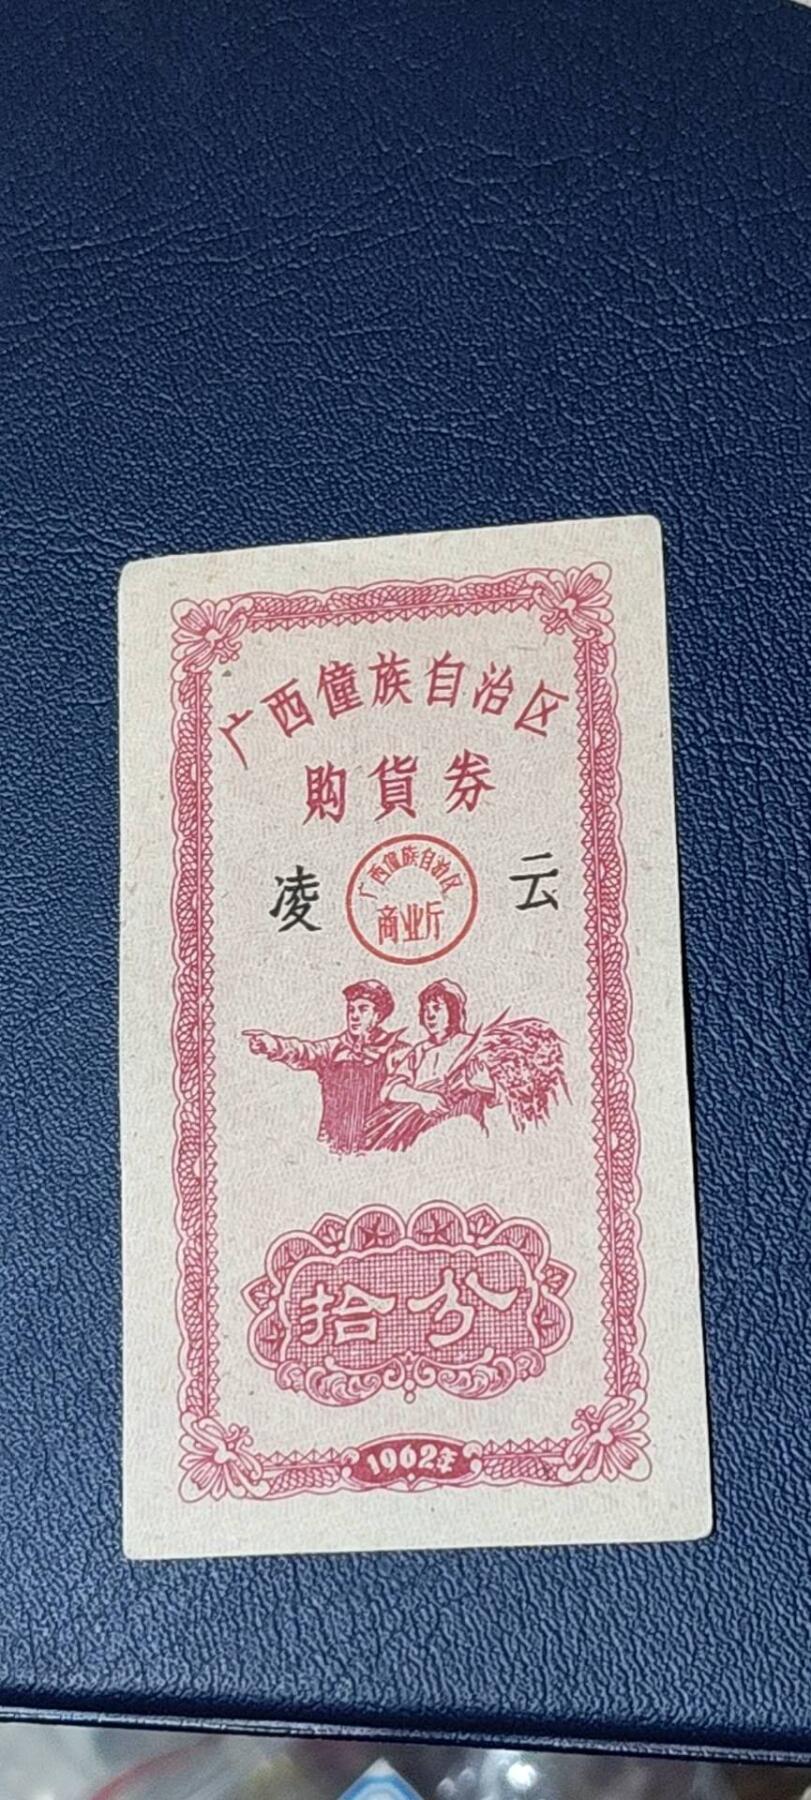 广西僮族自治区
购貨券
凌 云
广西僮族自治区
商业厅
拾分
1962年